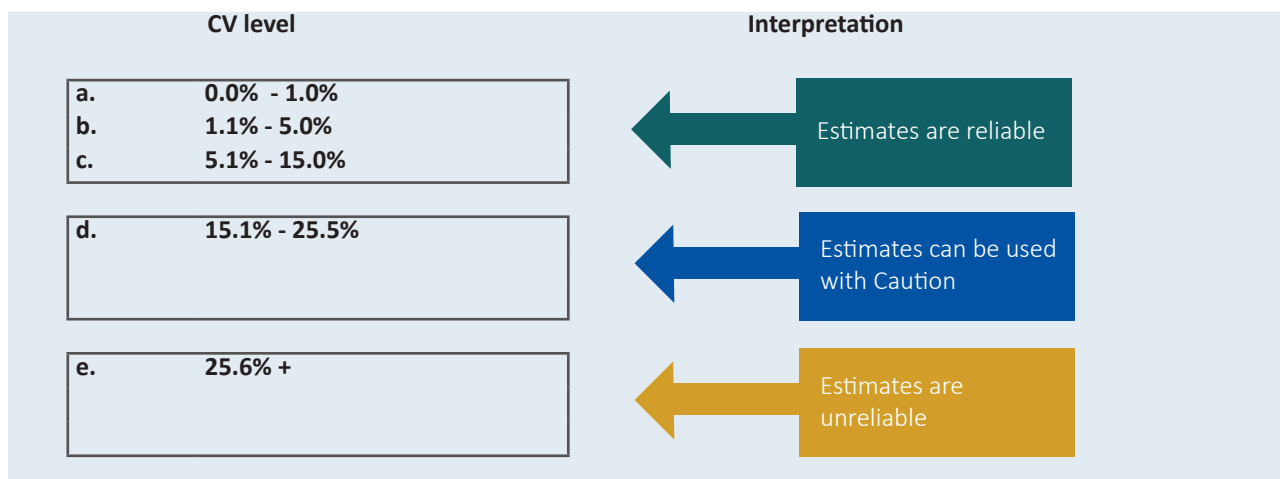 CV level Interpretation
a. 0.0% - 1.0%
b. 1.1% - 5.0%
c. 5.1% - 15.0%
Estimates are reliable
d. 15.1% - 25.5%
Estimates can be used
with Caution
e. 25.6% +
Estimates are
unreliable